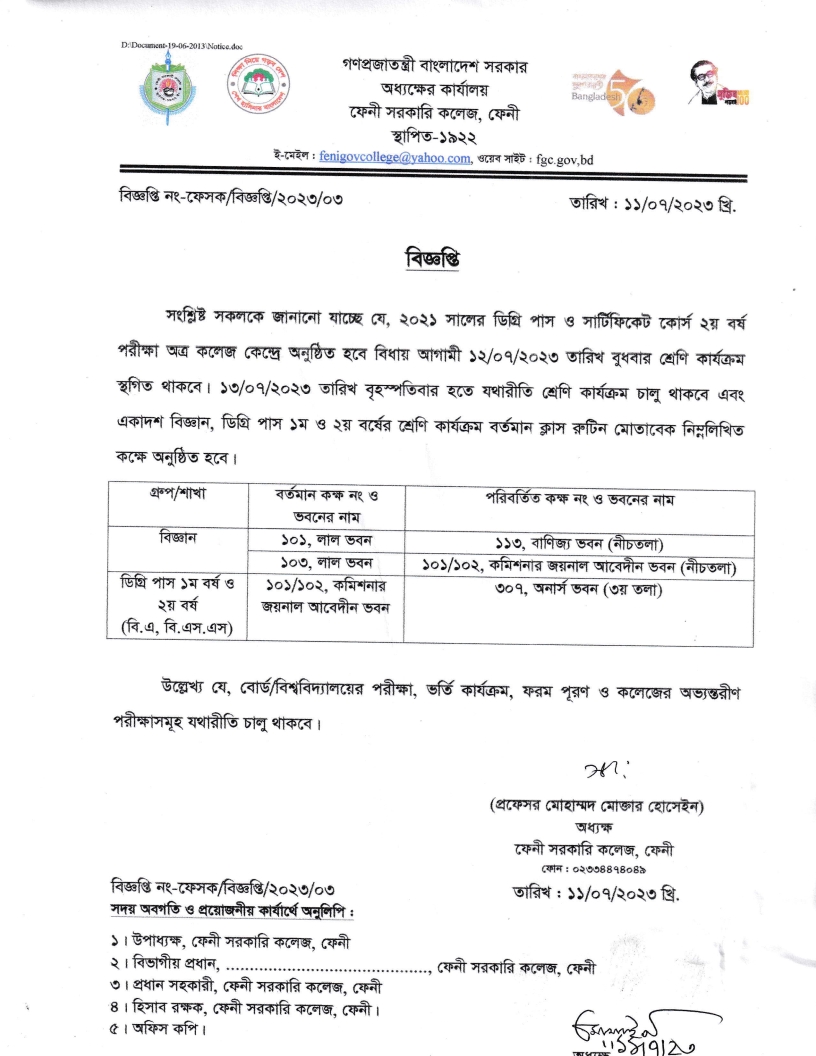 D:\Document-19-06-2013\Notice.doc
গণপ্রজাতন্ত্রী বাংলাদেশ সরকার
অধ্যক্ষের কার্যালয়
ফেনী সরকারি কলেজ, ফেনী
স্থাপিত-১৯২২
ই-মেইল : fenigovcollege@yahoo.com, ওয়েব সাইট : fgc.gov,bd
Bangladesh 50
বিজ্ঞপ্তি নং-ফেসক/বিজ্ঞপ্তি/২০২৩/০৩
তারিখ : ১১/০৭/২০২৩ খ্রি.
বিজ্ঞপ্তি
সংশ্লিষ্ট সকলকে জানানো যাচ্ছে যে, ২০২১ সালের ডিগ্রি পাস ও সার্টিফিকেট কোর্স ২য় বর্ষ
পরীক্ষা অত্র কলেজ কেন্দ্রে অনুষ্ঠিত হবে বিধায় আগামী ১২/০৭/২০২৩ তারিখ বুধবার শ্রেণি কার্যক্রম
স্থগিত থাকবে। ১৩/০৭/২০২৩ তারিখ বৃহস্পতিবার হতে যথারীতি শ্রেণি কার্যক্রম চালু থাকবে এবং
একাদশ বিজ্ঞান, ডিগ্রি পাস ১ম ও ২য় বর্ষের শ্রেণি কার্যক্রম বর্তমান ক্লাস রুটিন মোতাবেক নিম্নলিখিত
কক্ষে অনুষ্ঠিত হবে।
গ্রুপ/শাখা
বর্তমান কক্ষ নং ও
ভবনের নাম
পরিবর্তিত কক্ষ নং ও ভবনের নাম
বিজ্ঞান
১০১, লাল ভবন
১১৩, বাণিজ্য ভবন (নীচতলা)
১০৩, লাল ভবন
১০১/১০২, কমিশনার জয়নাল আবেদীন ভবন (নীচতলা)
ডিগ্রি পাস ১ম বর্ষ ও
২য় বর্ষ
(বি.এ, বি.এস.এস)
১০১/১০২, কমিশনার
জয়নাল আবেদীন ভবন
৩০৭, অনার্স ভবন (৩য় তলা)
উল্লেখ্য যে, বোর্ড/বিশ্ববিদ্যালয়ের পরীক্ষা, ভর্তি কার্যক্রম, ফরম পূরণ ও কলেজের অভ্যন্তরীণ
পরীক্ষাসমূহ যথারীতি চালু থাকবে।
(প্রফেসর মোহাম্মদ মোক্তার হোসেইন)
অধ্যক্ষ
ফেনী সরকারি কলেজ, ফেনী
ফোন : ০২৩৩৪৪৭৪০৪৯
বিজ্ঞপ্তি নং-ফেসক/বিজ্ঞপ্তি/২০২৩/০৩
তারিখ : ১১/০৭/২০২৩ খ্রি.
সদয় অবগতি ও প্রয়োজনীয় কার্যার্থে অনুলিপি :
১। উপাধ্যক্ষ, ফেনী সরকারি কলেজ, ফেনী
২। বিভাগীয় প্রধান, ........................................., ফেনী সরকারি কলেজ, ফেনী
৩। প্রধান সহকারী, ফেনী সরকারি কলেজ, ফেনী
৪। হিসাব রক্ষক, ফেনী সরকারি কলেজ, ফেনী।
৫। অফিস কপি।
অধ্যক্ষ